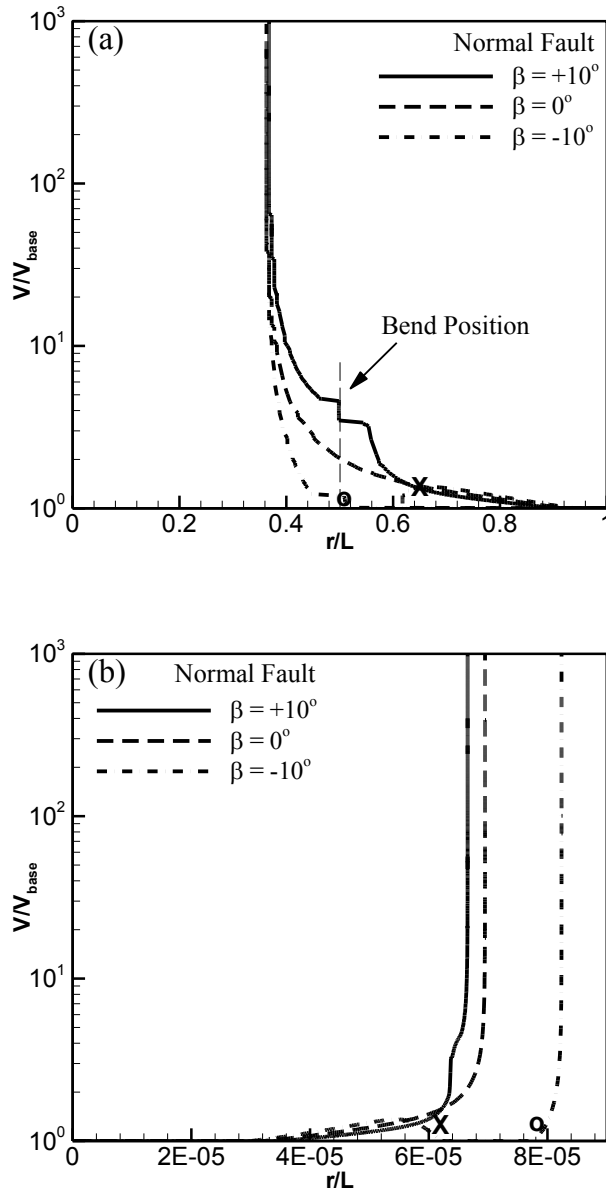 (a)
Normal Fault
β = +10°
β = 0°
β = -10°
Bend Position
V/V_base
10³
10²
10¹
10⁰
X
o
0 0.2 0.4 0.6 0.8 1
r/L
(b)
Normal Fault
β = +10°
β = 0°
β = -10°
V/V_base
10³
10²
10¹
10⁰
X
o
0 2E-05 4E-05 6E-05 8E-05
r/L